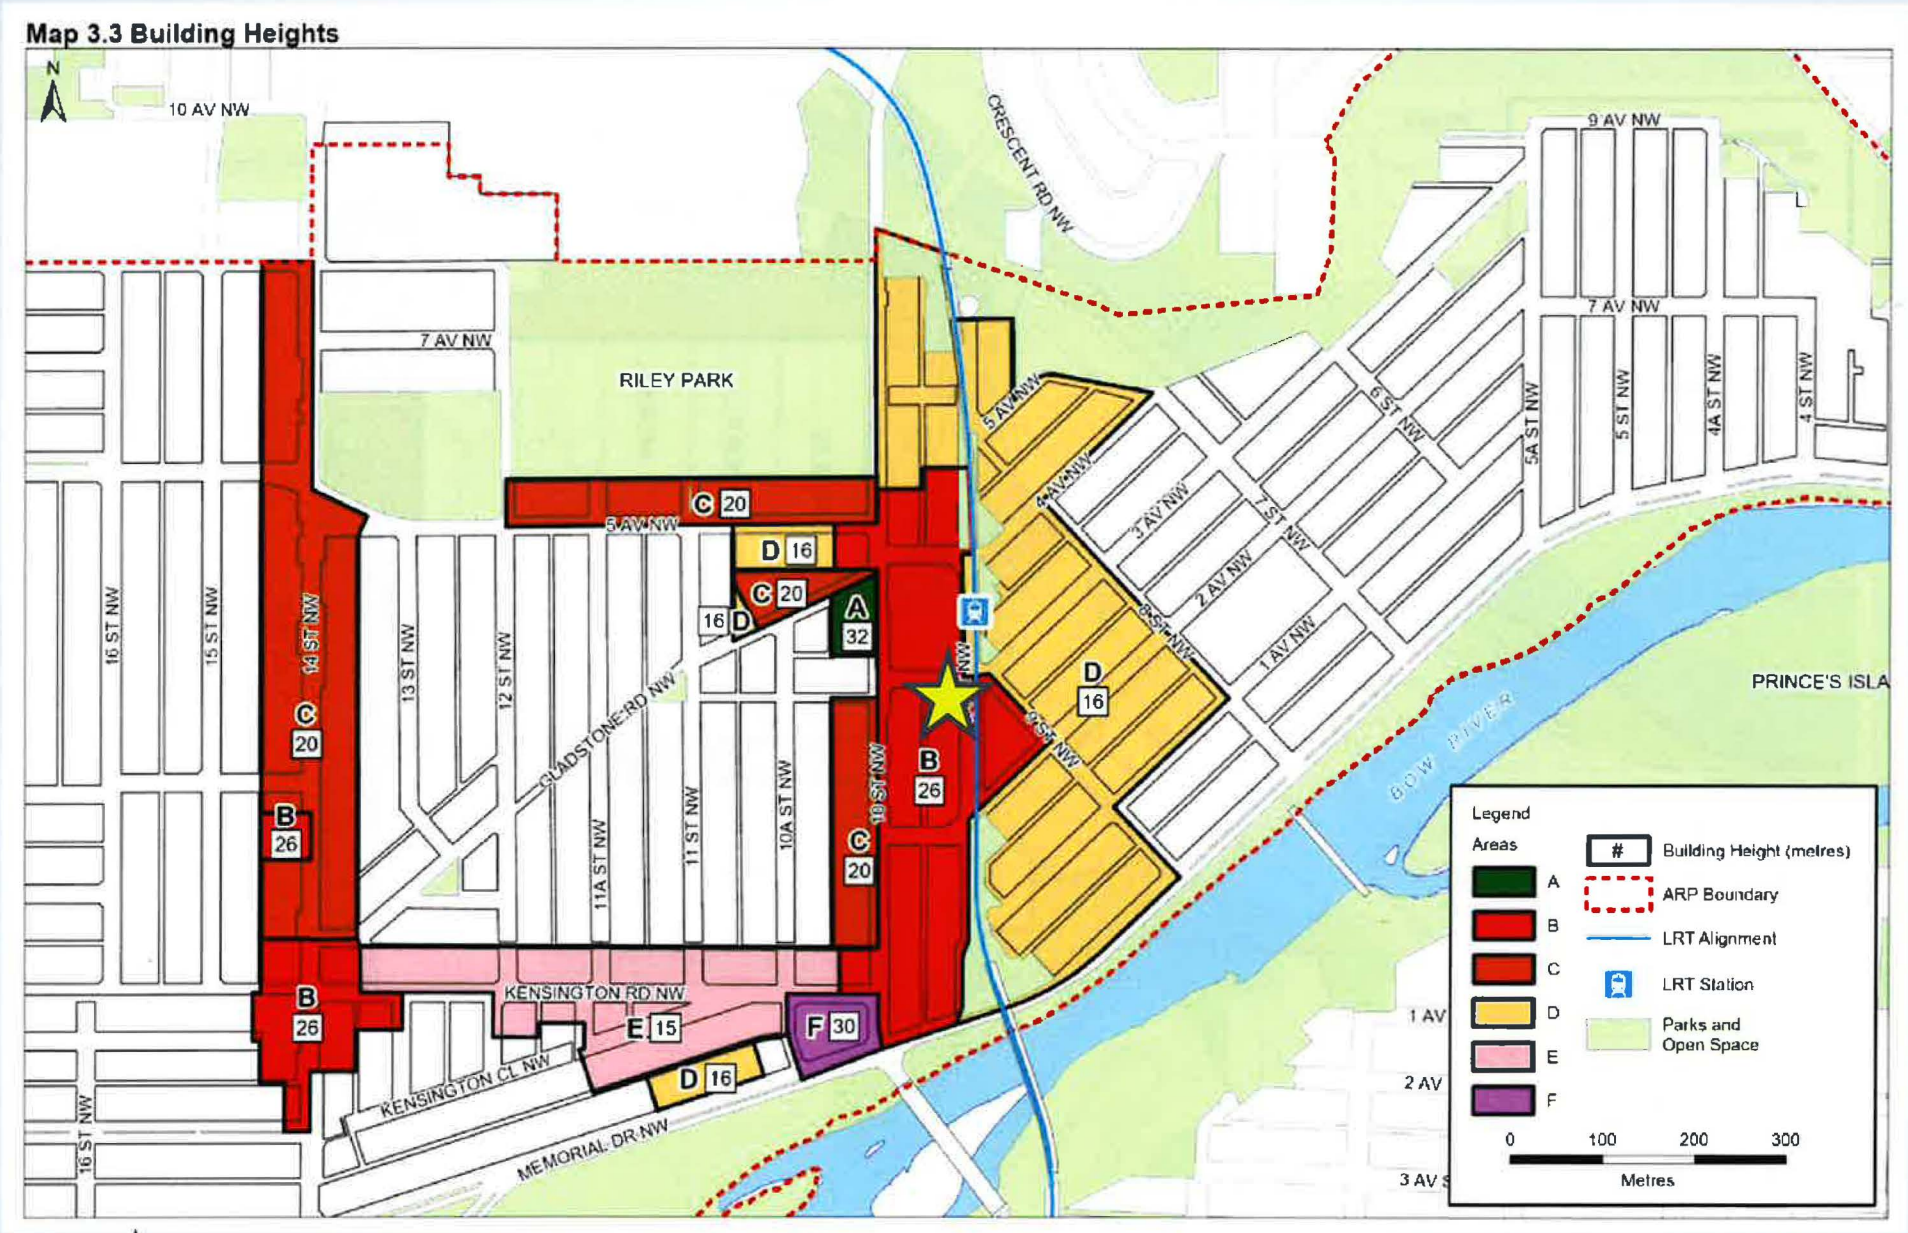 Map 3.3 Building Heights
N
10 AV NW
CRESCENT RD NW
9 AV NW
7 AV NW
7 AV NW
RILEY PARK
5 AV NW
4 AV NW
6 ST NW
5A ST NW
5 ST NW
4A ST NW
4 ST NW
3 AV NW
7 ST NW
2 AV NW
8 ST NW
1 AV NW
C 20
5 AV NW
D 16
C 20
A
32
16 D
16 ST NW
15 ST NW
14 ST NW
13 ST NW
12 ST NW
GLADSTONE RD NW
NW
9 ST NW
D
16
PRINCE'S ISLA
BOW RIVER
C
20
B
26
11A ST NW
11 ST NW
10A ST NW
10 ST NW
B
26
C
20
KENSINGTON RD NW
B
26
E 15
F 30
D 16
KENSINGTON CL NW
MEMORIAL DR NW
16 ST NW
1 AV
2 AV
3 AV S
Legend
Areas
A
B
C
D
E
F
# Building Height (metres)
ARP Boundary
LRT Alignment
LRT Station
Parks and
Open Space
0 100 200 300
Metres